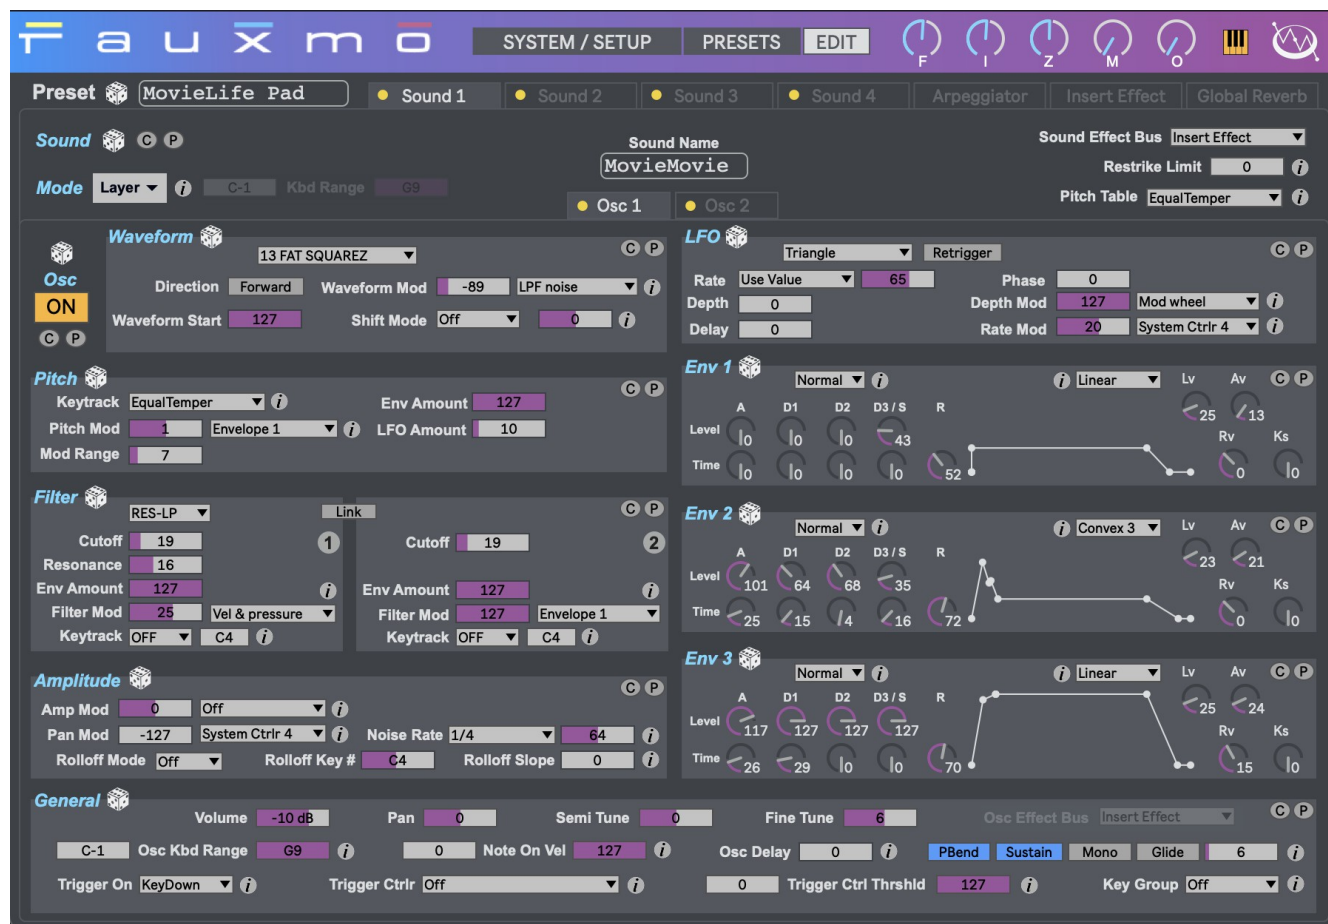 Fauxmo SYSTEM / SETUP PRESETS EDIT F I Z M O
Preset MovieLife Pad Sound 1 Sound 2 Sound 3 Sound 4 Arpeggiator Insert Effect Global Reverb
Sound C P Sound Name Sound Effect Bus Insert Effect
MovieMovie Restrike Limit 0 i
Mode Layer i C-1 Kbd Range G9 Pitch Table EqualTemper i
Osc 1 Osc 2
Waveform
13 FAT SQUAREZ C P
Osc
ON
C P
Direction Forward Waveform Mod -89 LPF noise i
Waveform Start 127 Shift Mode Off 0 i
LFO
Triangle Retrigger C P
Rate Use Value 65 Phase 0
Depth 0 Depth Mod 127 Mod wheel i
Delay 0 Rate Mod 20 System Ctrlr 4 i
Pitch C P
Keytrack EqualTemper i Env Amount 127
Pitch Mod 1 Envelope 1 i LFO Amount 10
Mod Range 7
Env 1 Normal i i Linear Lv Av C P
A D1 D2 D3 / S R 25 13
Level 0 0 0 43 Rv Ks
Time 0 0 0 0 52 0 0
Filter
RES-LP Link C P
Cutoff 19 1 Cutoff 19 2
Resonance 16
Env Amount 127 i Env Amount 127 i
Filter Mod 25 Vel & pressure Filter Mod 127 Envelope 1
Keytrack OFF C4 i Keytrack OFF C4 i
Env 2 Normal i i Convex 3 Lv Av C P
A D1 D2 D3 / S R 23 21
Level 101 64 68 35 Rv Ks
Time 25 15 4 16 72 0 0
Amplitude C P
Amp Mod 0 Off i
Pan Mod -127 System Ctrlr 4 i Noise Rate 1/4 64 i
Rolloff Mode Off Rolloff Key # C4 Rolloff Slope 0 i
Env 3 Normal i i Linear Lv Av C P
A D1 D2 D3 / S R 25 24
Level 117 127 127 127 Rv Ks
Time 26 29 0 0 70 15 0
General C P
Volume -10 dB Pan 0 Semi Tune 0 Fine Tune 6 Osc Effect Bus Insert Effect
C-1 Osc Kbd Range G9 i 0 Note On Vel 127 i Osc Delay 0 i PBend Sustain Mono Glide 6 i
Trigger On KeyDown i Trigger Ctrlr Off i 0 Trigger Ctrl Thrshld 127 i Key Group Off i